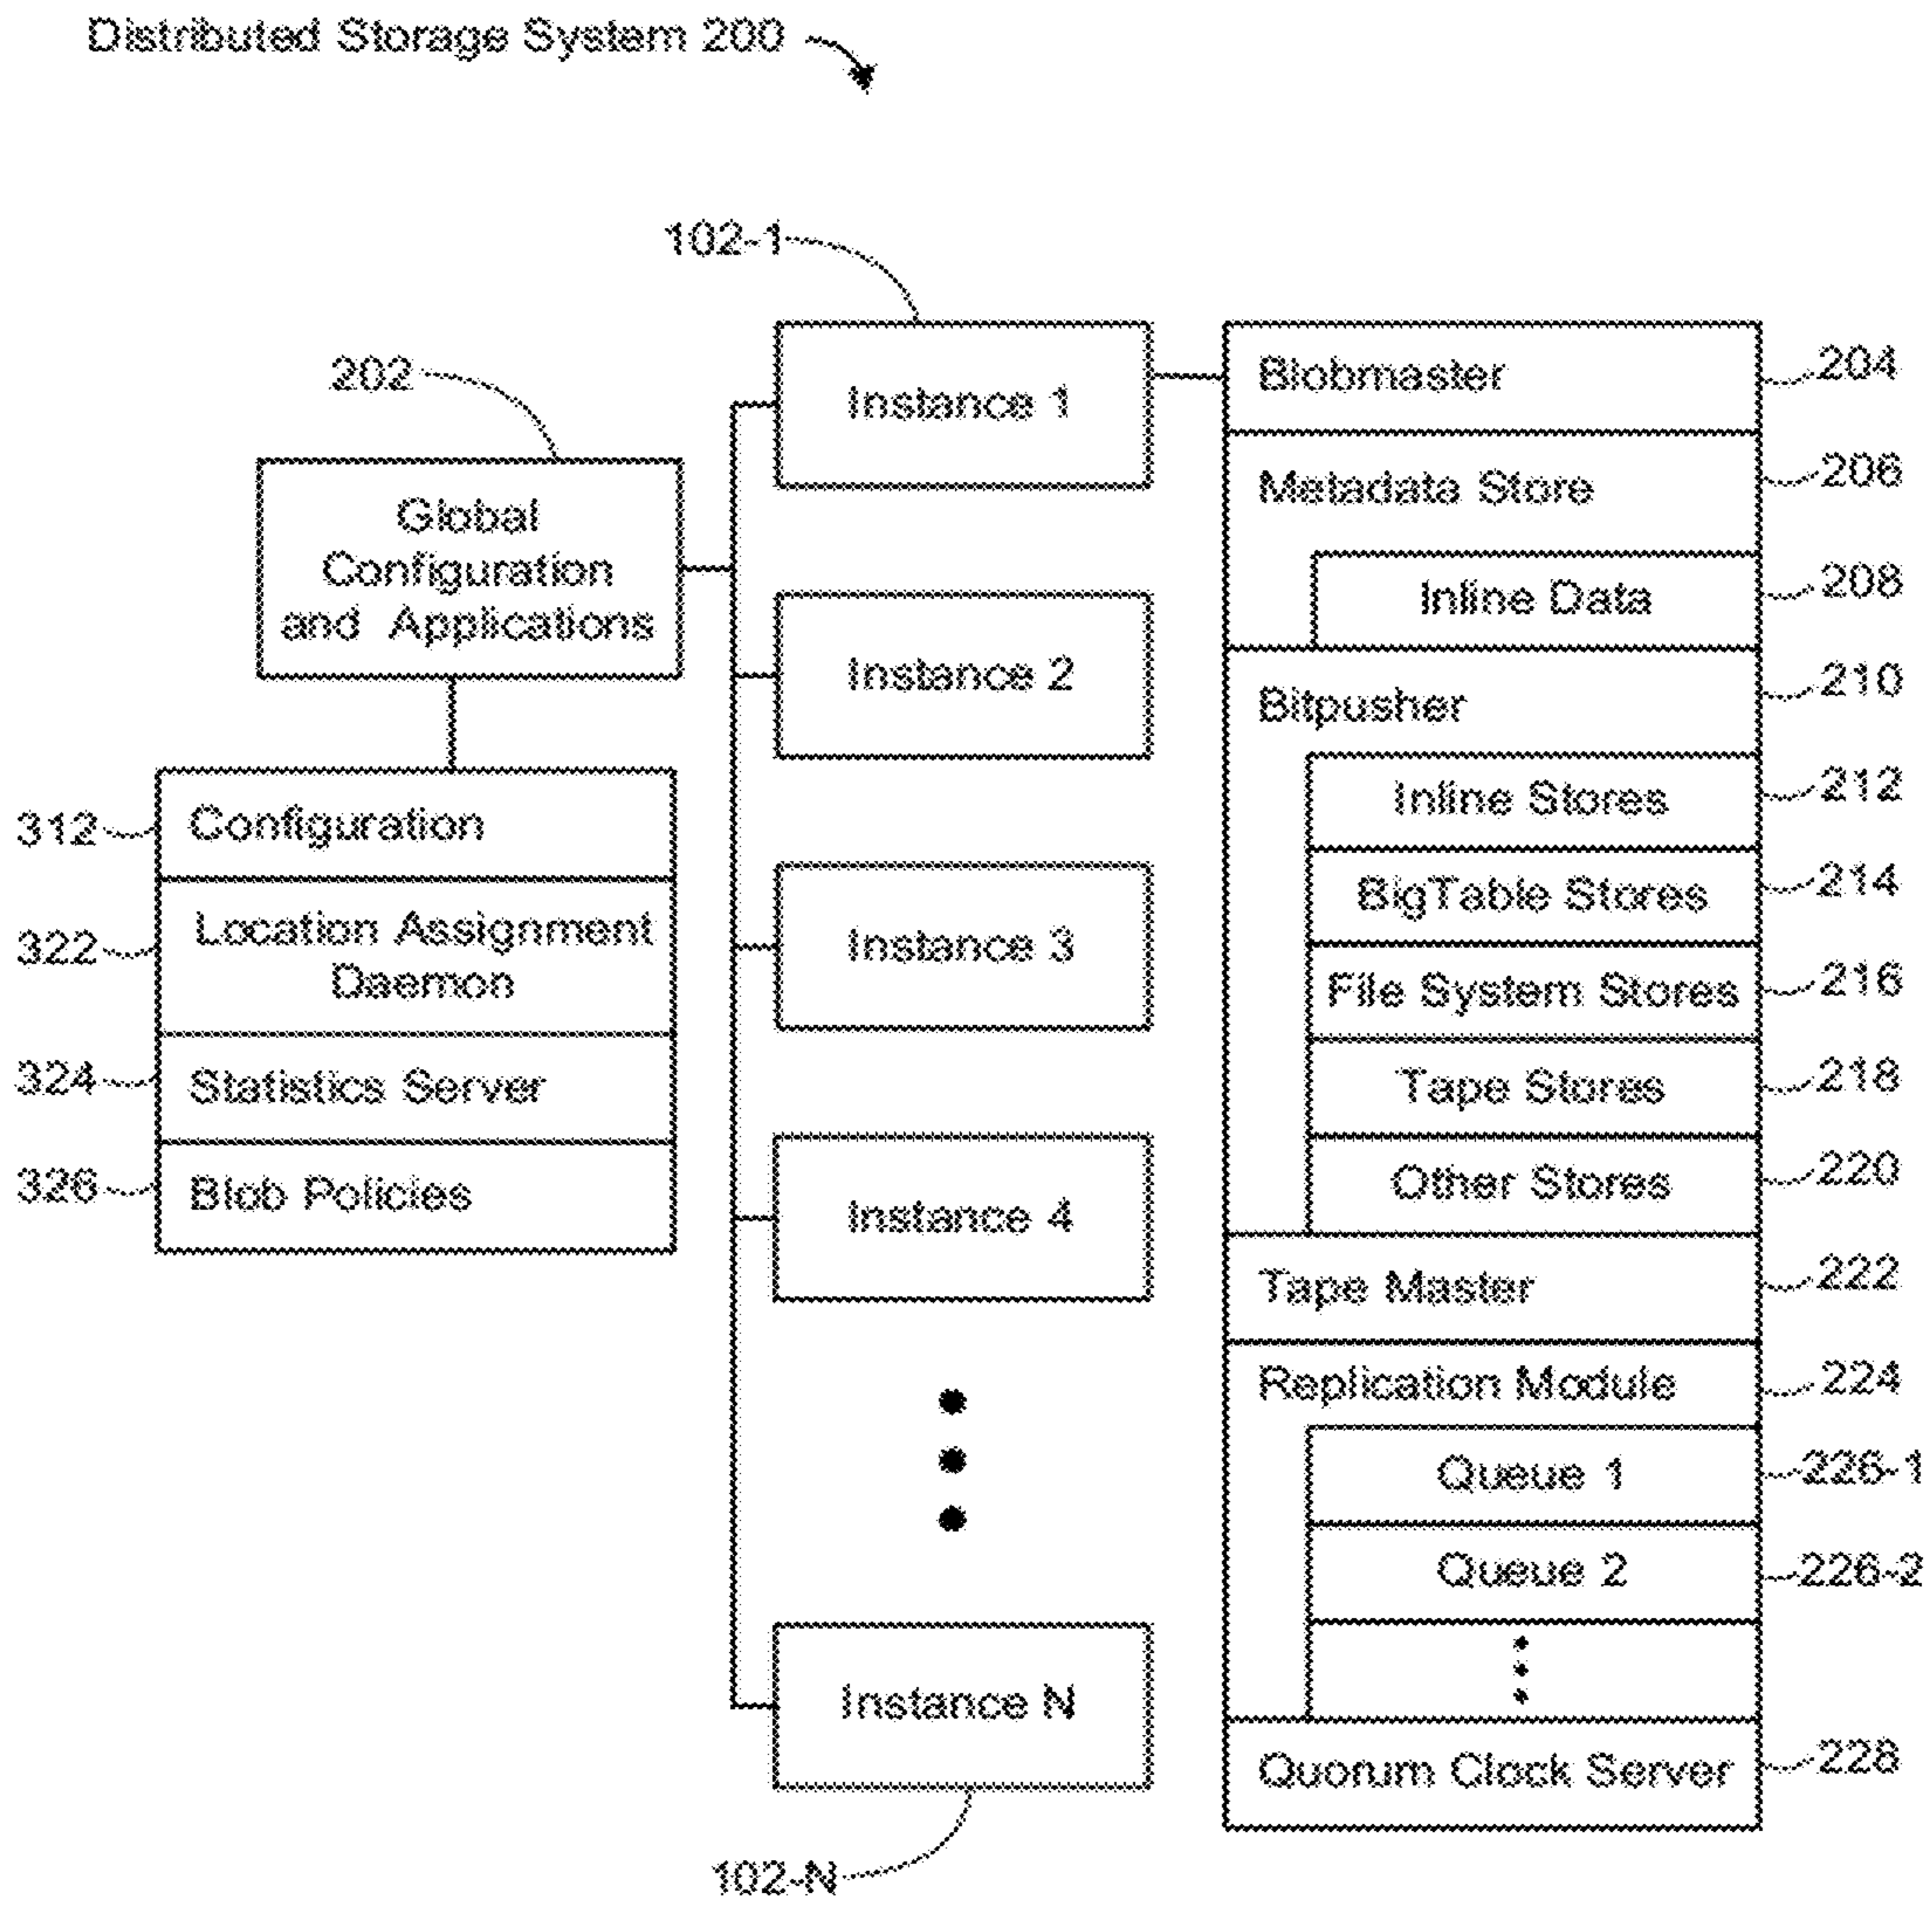 Distributed Storage System 200
102-1
202
Global
Configuration
and Applications
312
Configuration
322
Location Assignment
Daemon
324
Statistics Server
326
Blob Policies
Instance 1
Instance 2
Instance 3
Instance 4
Instance N
102-N
Blobmaster
204
Metadata Store
206
Inline Data
208
Bitpusher
210
Inline Stores
212
BigTable Stores
214
File System Stores
216
Tape Stores
218
Other Stores
220
Tape Master
222
Replication Module
224
Queue 1
226-1
Queue 2
226-2
Quorum Clock Server
228